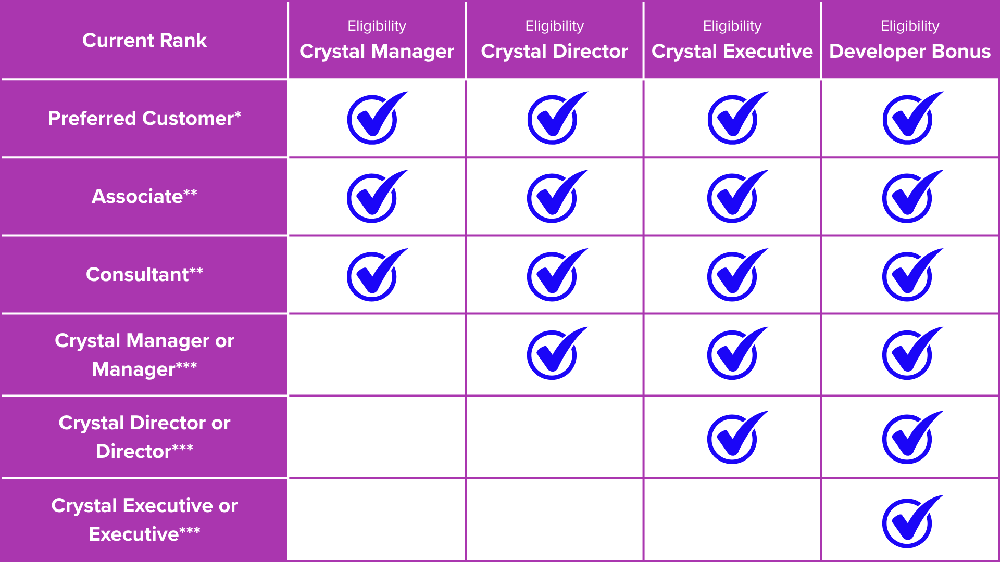 Current Rank
Eligibility
Crystal Manager
Eligibility
Crystal Director
Eligibility
Crystal Executive
Eligibility
Developer Bonus
Preferred Customer*
Associate**
Consultant**
Crystal Manager or
Manager***
Crystal Director or
Director***
Crystal Executive or
Executive***